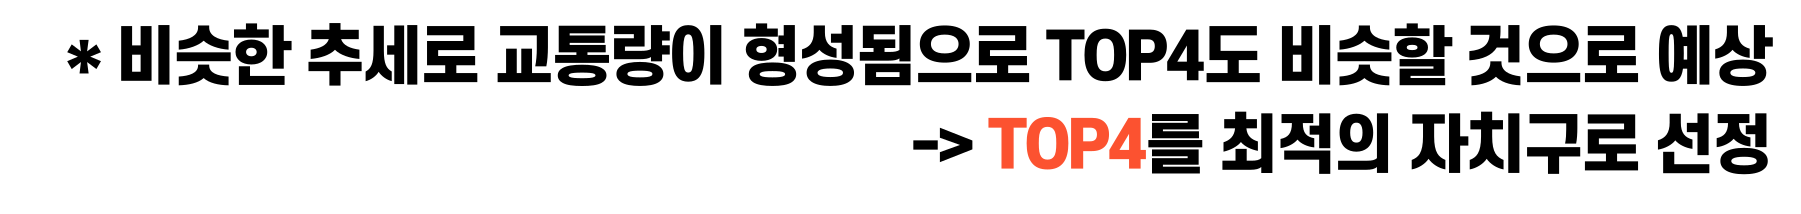 * 비슷한 추세로 교통량이 형성됨으로 TOP4도 비슷할 것으로 예상
-> TOP4를 최적의 자치구로 선정